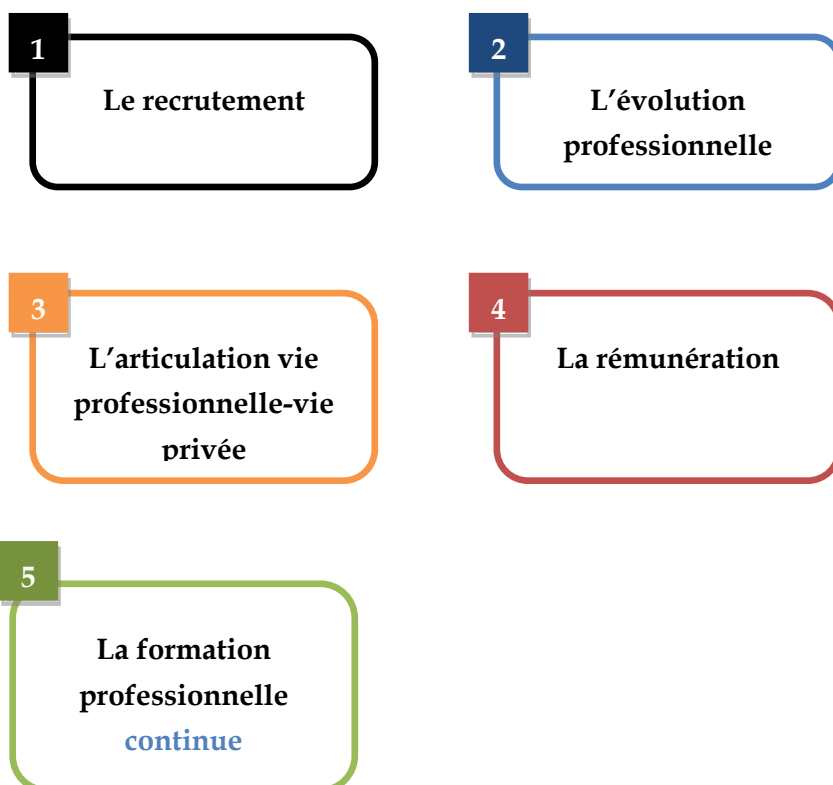 1
Le recrutement
2
L’évolution
professionnelle
3
L’articulation vie
professionnelle-vie
privée
4
La rémunération
5
La formation
professionnelle
continue